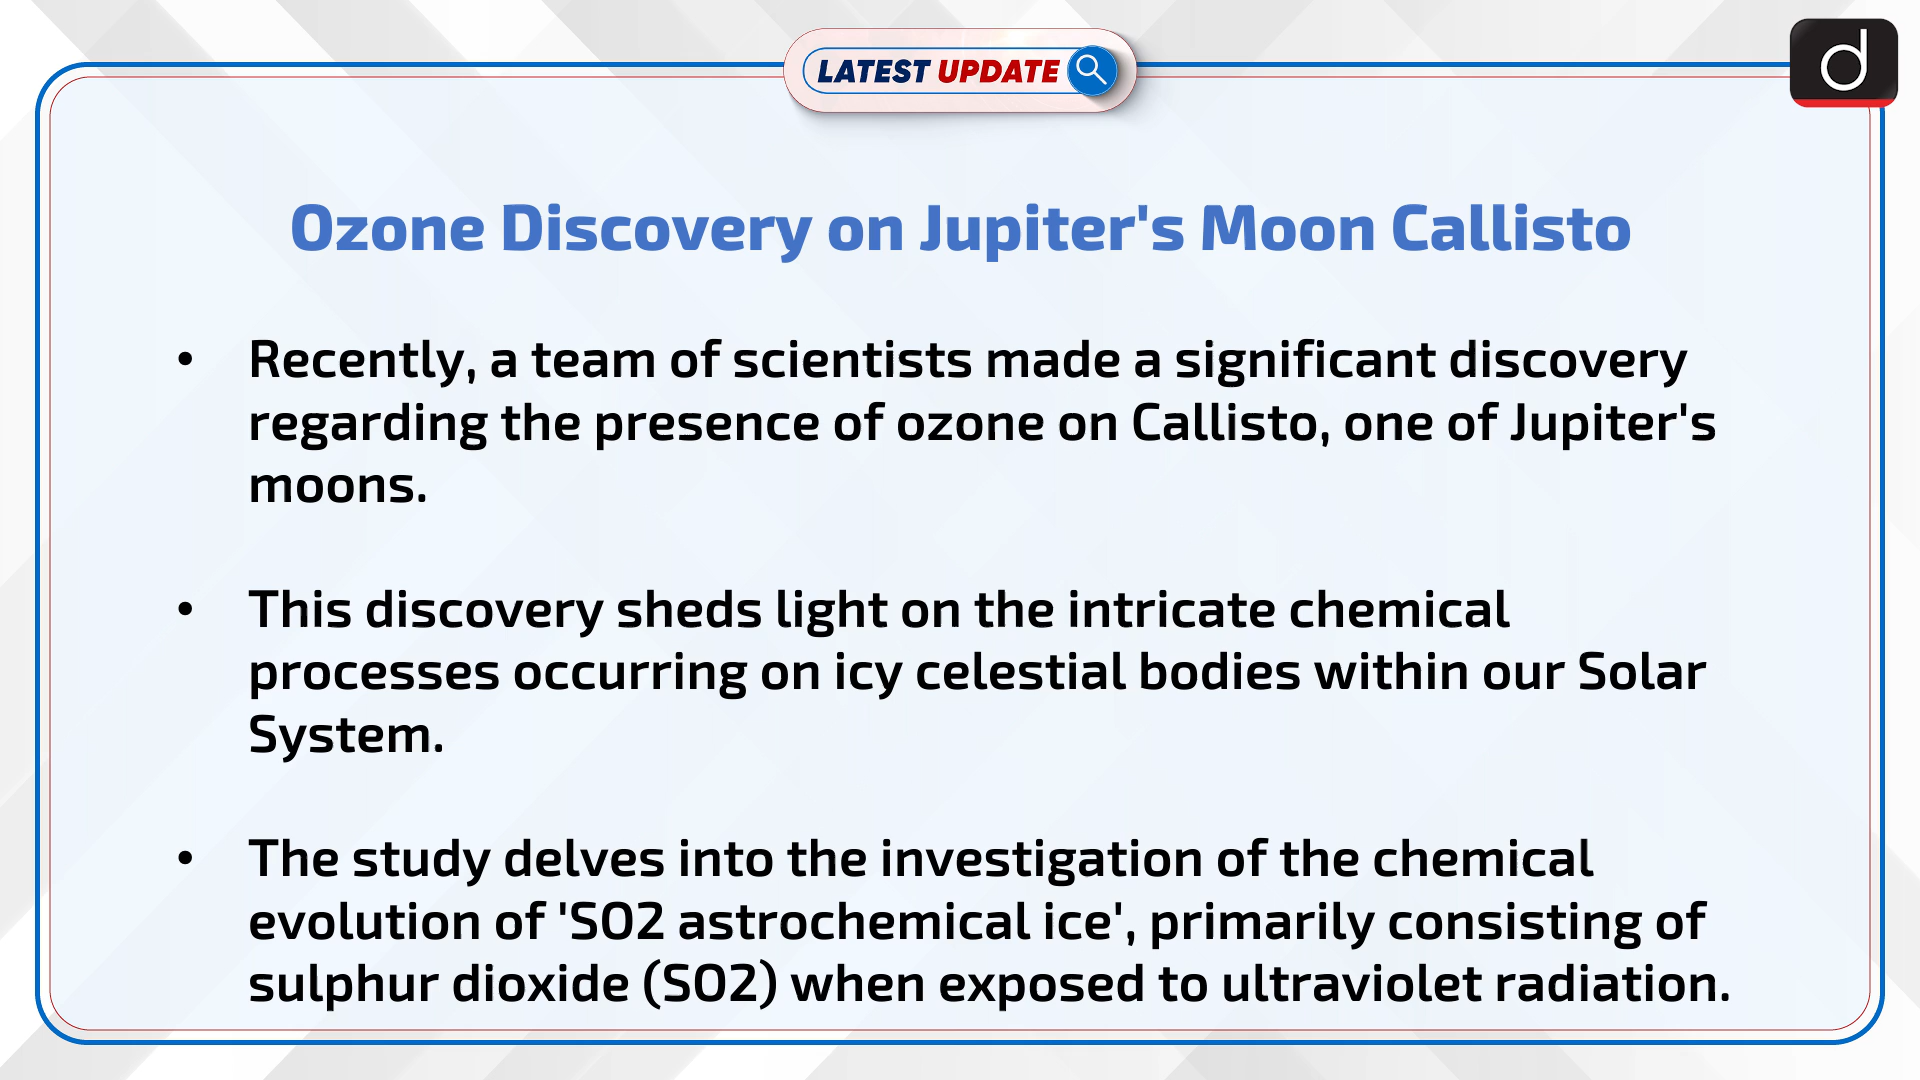 LATEST UPDATE
d
Ozone Discovery on Jupiter's Moon Callisto
• Recently, a team of scientists made a significant discovery
regarding the presence of ozone on Callisto, one of Jupiter's
moons.
• This discovery sheds light on the intricate chemical
processes occurring on icy celestial bodies within our Solar
System.
• The study delves into the investigation of the chemical
evolution of 'SO2 astrochemical ice', primarily consisting of
sulphur dioxide (SO2) when exposed to ultraviolet radiation.